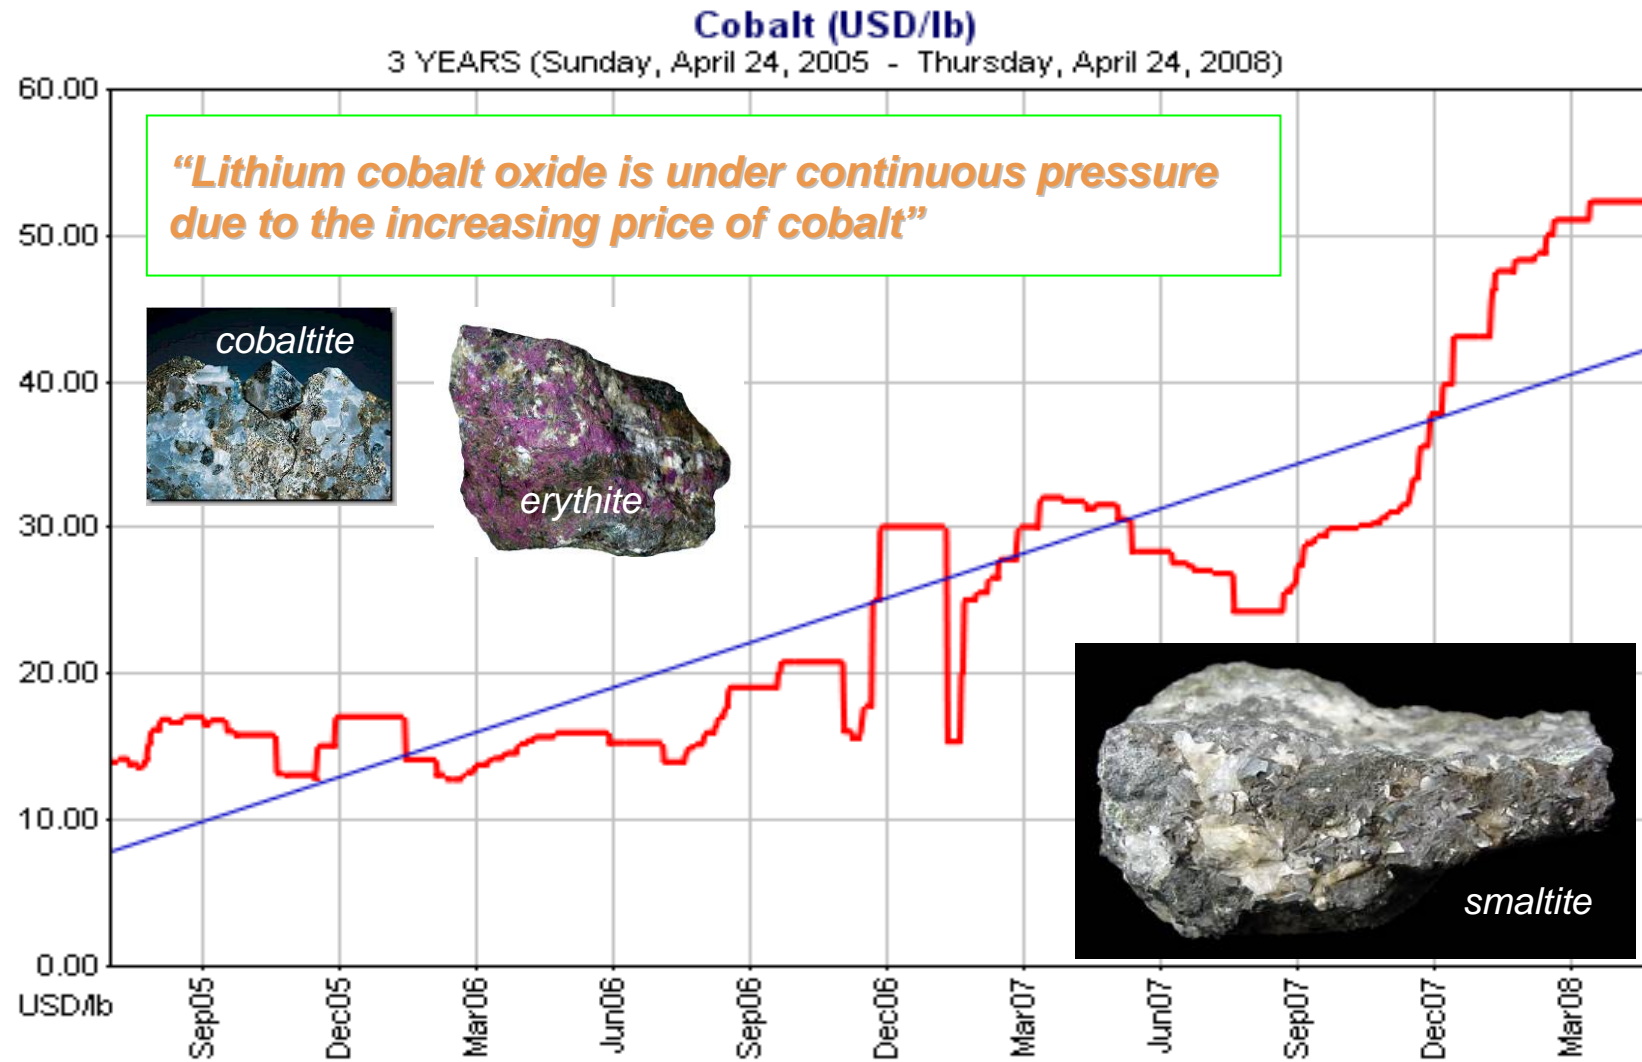 Cobalt (USD/lb)
3 YEARS (Sunday, April 24, 2005 - Thursday, April 24, 2008)
60.00
“Lithium cobalt oxide is under continuous pressure
due to the increasing price of cobalt”
50.00
cobaltite
40.00
erythite
30.00
20.00
smaltite
10.00
0.00
USD/lb
Sep05
Dec05
Mar06
Jun06
Sep06
Dec06
Mar07
Jun07
Sep07
Dec07
Mar08